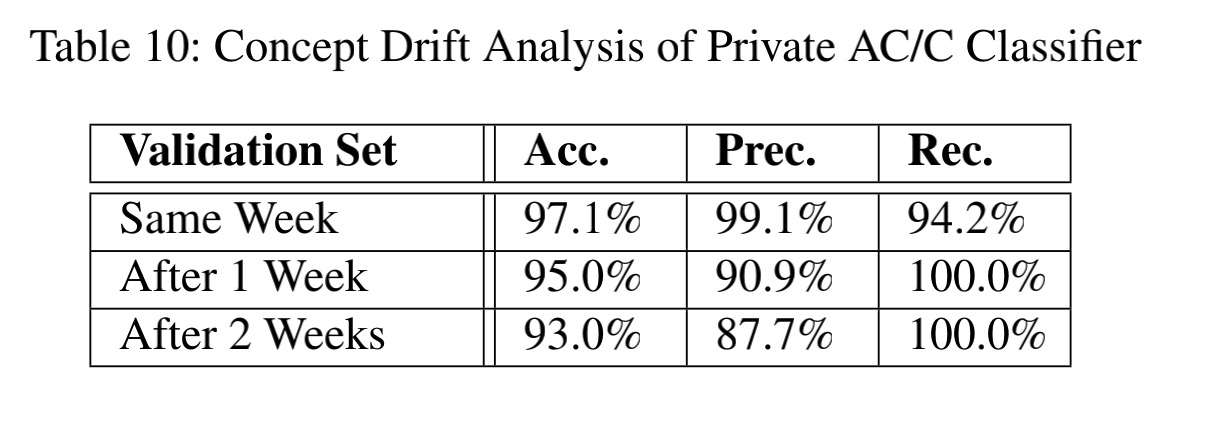 Table 10: Concept Drift Analysis of Private AC/C Classifier
Validation Set Acc. Prec. Rec.
Same Week 97.1% 99.1% 94.2%
After 1 Week 95.0% 90.9% 100.0%
After 2 Weeks 93.0% 87.7% 100.0%